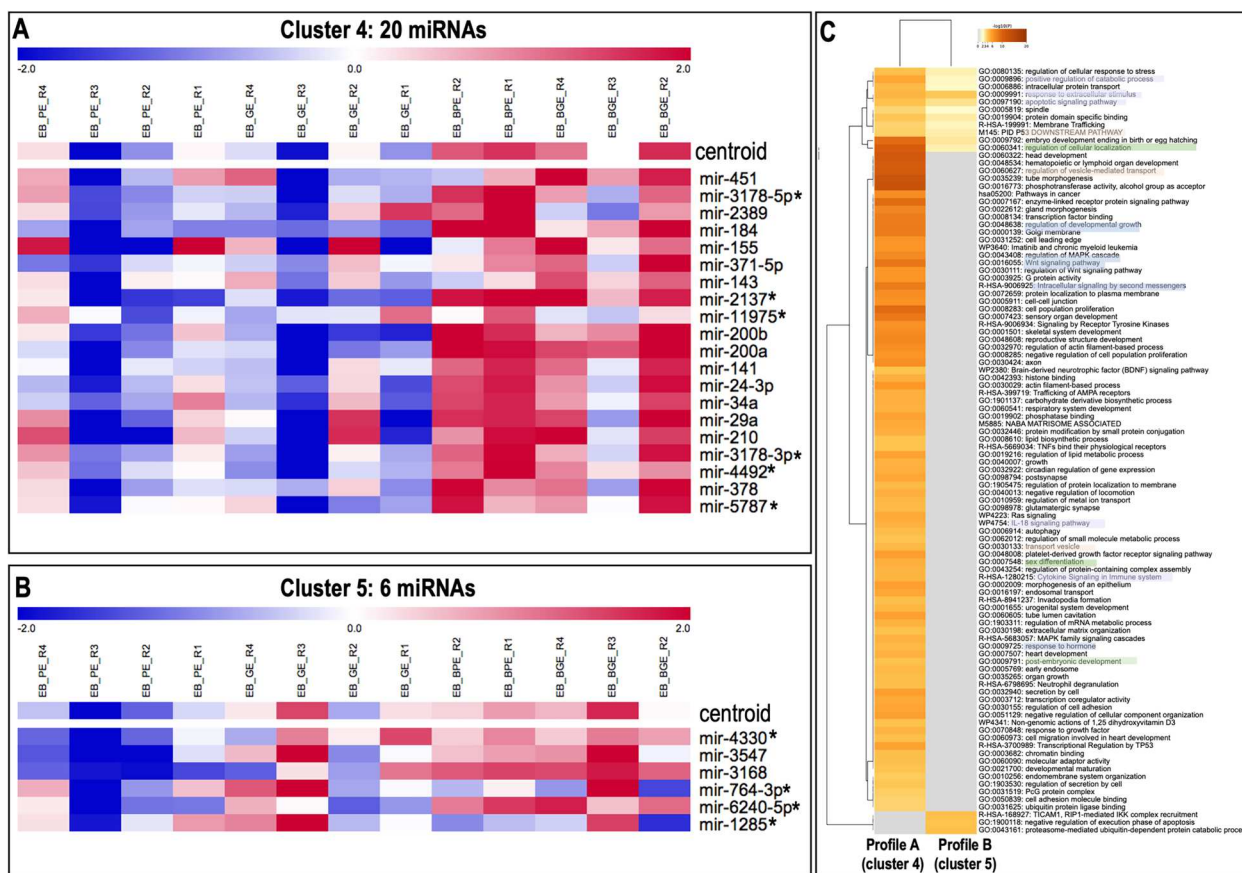 A
Cluster 4: 20 miRNAs
-2.0 0.0 2.0
EB_PE_R4 EB_PE_R3 EB_PE_R2 EB_PE_R1 EB_GE_R4 EB_GE_R3 EB_GE_R2 EB_GE_R1 EB_BPE_R2 EB_BPE_R1 EB_BGE_R4 EB_BGE_R3 EB_BGE_R2
centroid
mir-451
mir-3178-5p*
mir-2389
mir-184
mir-155
mir-371-5p
mir-143
mir-2137*
mir-11975*
mir-200b
mir-200a
mir-141
mir-24-3p
mir-34a
mir-29a
mir-210
mir-3178-3p*
mir-4492*
mir-378
mir-5787*
B
Cluster 5: 6 miRNAs
-2.0 0.0 2.0
EB_PE_R4 EB_PE_R3 EB_PE_R2 EB_PE_R1 EB_GE_R4 EB_GE_R3 EB_GE_R2 EB_GE_R1 EB_BPE_R2 EB_BPE_R1 EB_BGE_R4 EB_BGE_R3 EB_BGE_R2
centroid
mir-4330*
mir-3547
mir-3168
mir-764-3p*
mir-6240-5p*
mir-1285*
C
-log10(P)
GO:0080135: regulation of cellular response to stress
GO:0009896: positive regulation of catabolic process
GO:0006886: intracellular protein transport
GO:0009991: response to extracellular stimulus
GO:0097190: apoptotic signaling pathway
GO:0005819: spindle
GO:0019904: protein domain specific binding
R-HSA-199991: Membrane Trafficking
M145: PID P53 DOWNSTREAM PATHWAY
GO:0009792: embryo development ending in birth or egg hatching
GO:0060341: regulation of cellular localization
GO:0060322: head development
GO:0048534: hematopoietic or lymphoid organ development
GO:0060627: regulation of vesicle-mediated transport
GO:0035239: tube morphogenesis
GO:0016773: phosphotransferase activity, alcohol group as acceptor
hsa05200: Pathways in cancer
GO:0007167: enzyme-linked receptor protein signaling pathway
GO:0022612: gland morphogenesis
GO:0008134: transcription factor binding
GO:0048638: regulation of developmental growth
GO:0000139: Golgi membrane
GO:0031252: cell leading edge
WP3640: Imatinib and chronic myeloid leukemia
GO:0043408: regulation of MAPK cascade
GO:0016055: Wnt signaling pathway
GO:0030111: regulation of Wnt signaling pathway
GO:0003925: G protein activity
R-HSA-9006925: Intracellular signaling by second messengers
GO:0072659: protein localization to plasma membrane
GO:0005911: cell-cell junction
GO:0008283: cell population proliferation
GO:0007423: sensory organ development
R-HSA-9006934: Signaling by Receptor Tyrosine Kinases
GO:0001501: skeletal system development
GO:0048608: reproductive structure development
GO:0032970: regulation of actin filament-based process
GO:0008285: negative regulation of cell population proliferation
GO:0030424: axon
WP2380: Brain-derived neurotrophic factor (BDNF) signaling pathway
GO:0042393: histone binding
GO:0030029: actin filament-based process
R-HSA-399719: Trafficking of AMPA receptors
GO:1901137: carbohydrate derivative biosynthetic process
GO:0060541: respiratory system development
GO:0019902: phosphatase binding
M5885: NABA MATRISOME ASSOCIATED
GO:0032446: protein modification by small protein conjugation
GO:0008610: lipid biosynthetic process
R-HSA-5669034: TNFs bind their physiological receptors
GO:0019216: regulation of lipid metabolic process
GO:0040007: growth
GO:0032922: circadian regulation of gene expression
GO:0098794: postsynapse
GO:1905475: regulation of protein localization to membrane
GO:0040013: negative regulation of locomotion
GO:0010959: regulation of metal ion transport
GO:0098978: glutamatergic synapse
WP4223: Ras signaling
WP4754: IL-18 signaling pathway
GO:0006914: autophagy
GO:0062012: regulation of small molecule metabolic process
GO:0030133: transport vesicle
GO:0048008: platelet-derived growth factor receptor signaling pathway
GO:0007548: sex differentiation
GO:0043254: regulation of protein-containing complex assembly
R-HSA-1280215: Cytokine Signaling in Immune system
GO:0002009: morphogenesis of an epithelium
GO:0016197: endosomal transport
R-HSA-8941237: Invadopodia formation
GO:0001655: urogenital system development
GO:0060605: tube lumen cavitation
GO:1903311: regulation of mRNA metabolic process
GO:0030198: extracellular matrix organization
R-HSA-5683057: MAPK family signaling cascades
GO:0009725: response to hormone
GO:0007507: heart development
GO:0009791: post-embryonic development
GO:0005769: early endosome
GO:0035265: organ growth
R-HSA-6798695: Neutrophil degranulation
GO:0032940: secretion by cell
GO:0003712: transcription coregulator activity
GO:0030155: regulation of cell adhesion
GO:0051129: negative regulation of cellular component organization
WP4341: Non-genomic actions of 1,25 dihydroxyvitamin D3
GO:0070848: response to growth factor
GO:0060973: cell migration involved in heart development
R-HSA-3700989: Transcriptional Regulation by TP53
GO:0003682: chromatin binding
GO:0060090: molecular adaptor activity
GO:0021700: developmental maturation
GO:0010256: endomembrane system organization
GO:1903530: regulation of secretion by cell
GO:0031519: PcG protein complex
GO:0050839: cell adhesion molecule binding
GO:0031625: ubiquitin protein ligase binding
R-HSA-168927: TICAM1, RIP1-mediated IKK complex recruitment
GO:1900118: negative regulation of execution phase of apoptosis
GO:0043161: proteasome-mediated ubiquitin-dependent protein catabolic proce
Profile A Profile B
(cluster 4) (cluster 5)